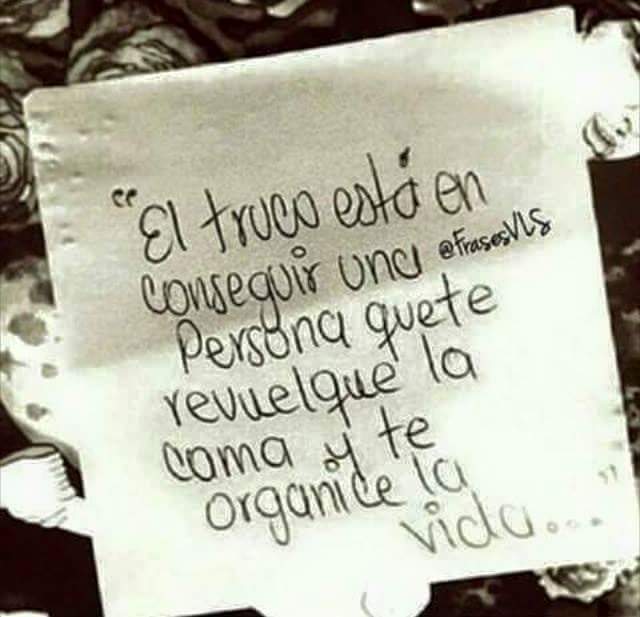 "El truco está en
conseguir una @FrasesVLS
Persona quete
revuelque la
cama y te
organice la
vida..."